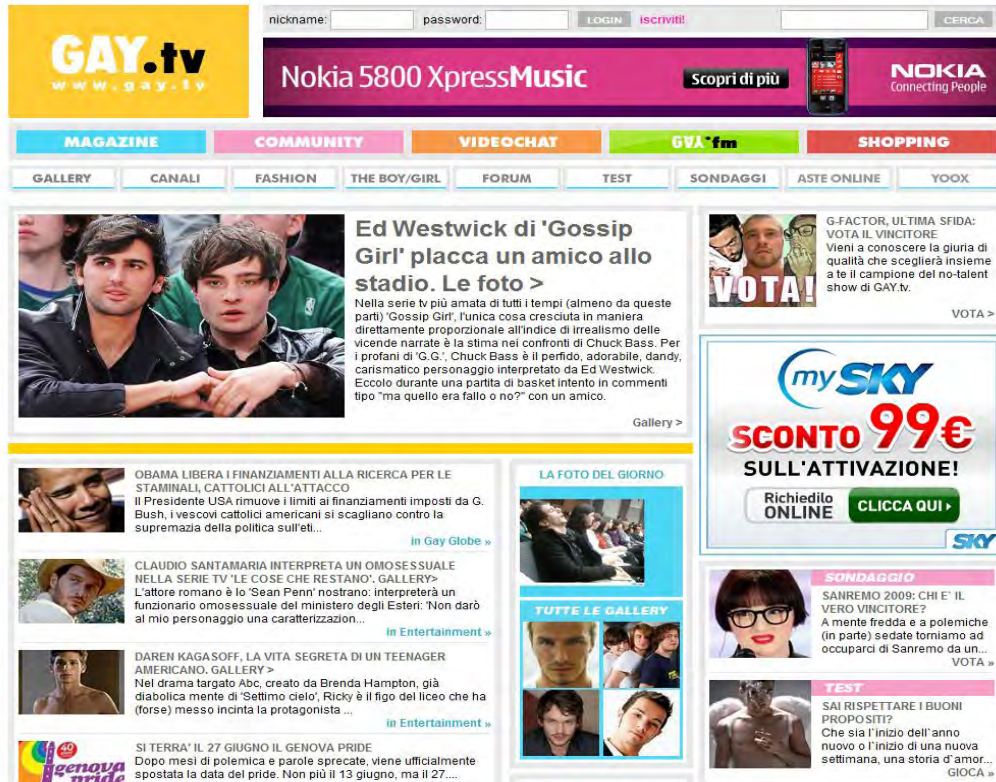 nickname: password: LOGIN iscriviti! CERCA
GAY.tv
www.gay.tv
Nokia 5800 XpressMusic
Scopri di più
NOKIA
Connecting People
MAGAZINE COMMUNITY VIDEOCHAT GAY.fm SHOPPING
GALLERY CANALI FASHION THE BOY/GIRL FORUM TEST SONDAGGI ASTE ONLINE YOOX
Ed Westwick di 'Gossip
Girl' placca un amico allo
stadio. Le foto >
Nella serie tv più amata di tutti i tempi (almeno da queste
parti) 'Gossip Girl', l'unica cosa cresciuta in maniera
direttamente proporzionale all'indice di irrealismo delle
vicende narrate è la stima nei confronti di Chuck Bass. Per
i profani di 'G.G.', Chuck Bass è il perfido, adorabile, dandy,
carismatico personaggio interpretato da Ed Westwick.
Eccolo durante una partita di basket intento in commenti
tipo "ma quello era fallo o no?" con un amico.
Gallery >
VOTA!
G-FACTOR, ULTIMA SFIDA:
VOTA IL VINCITORE
Vieni a conoscere la giuria di
qualità che sceglierà insieme
a te il campione del no-talent
show di GAY.tv.
VOTA >
my SKY
SCONTO 99€
SULL'ATTIVAZIONE!
Richiedilo
ONLINE
CLICCA QUI
SKY
OBAMA LIBERA I FINANZIAMENTI ALLA RICERCA PER LE
STAMINALI, CATTOLICI ALL'ATTACCO
Il Presidente USA rimuove i limiti ai finanziamenti imposti da G.
Bush, i vescovi cattolici americani si scagliano contro la
supremazia della politica sull'eti...
in Gay Globe »
CLAUDIO SANTAMARIA INTERPRETA UN OMOSESSUALE
NELLA SERIE TV 'LE COSE CHE RESTANO'. GALLERY>
L'attore romano è lo 'Sean Penn' nostrano: interpreterà un
funzionario omosessuale del ministero degli Esteri: 'Non darò
al mio personaggio una caratterizzazion...
in Entertainment »
DAREN KAGASOFF, LA VITA SEGRETA DI UN TEENAGER
AMERICANO. GALLERY >
Nel drama targato Abc, creato da Brenda Hampton, già
diabolica mente di 'Settimo cielo', Ricky è il figo del liceo che ha
(forse) messo incinta la protagonista ...
in Entertainment »
genova
pride
SI TERRA' IL 27 GIUGNO IL GENOVA PRIDE
Dopo mesi di polemica e parole sprecate, viene ufficialmente
spostata la data del pride. Non più il 13 giugno, ma il 27....
LA FOTO DEL GIORNO
TUTTE LE GALLERY
SONDAGGIO
SANREMO 2009: CHI E` IL
VERO VINCITORE?
A mente fredda e a polemiche
(in parte) sedate torniamo ad
occuparci di Sanremo da un...
VOTA »
TEST
SAI RISPETTARE I BUONI
PROPOSITI?
Che sia l`inizio dell`anno
nuovo o l`inizio di una nuova
settimana, una storia d`amor...
GIOCA »